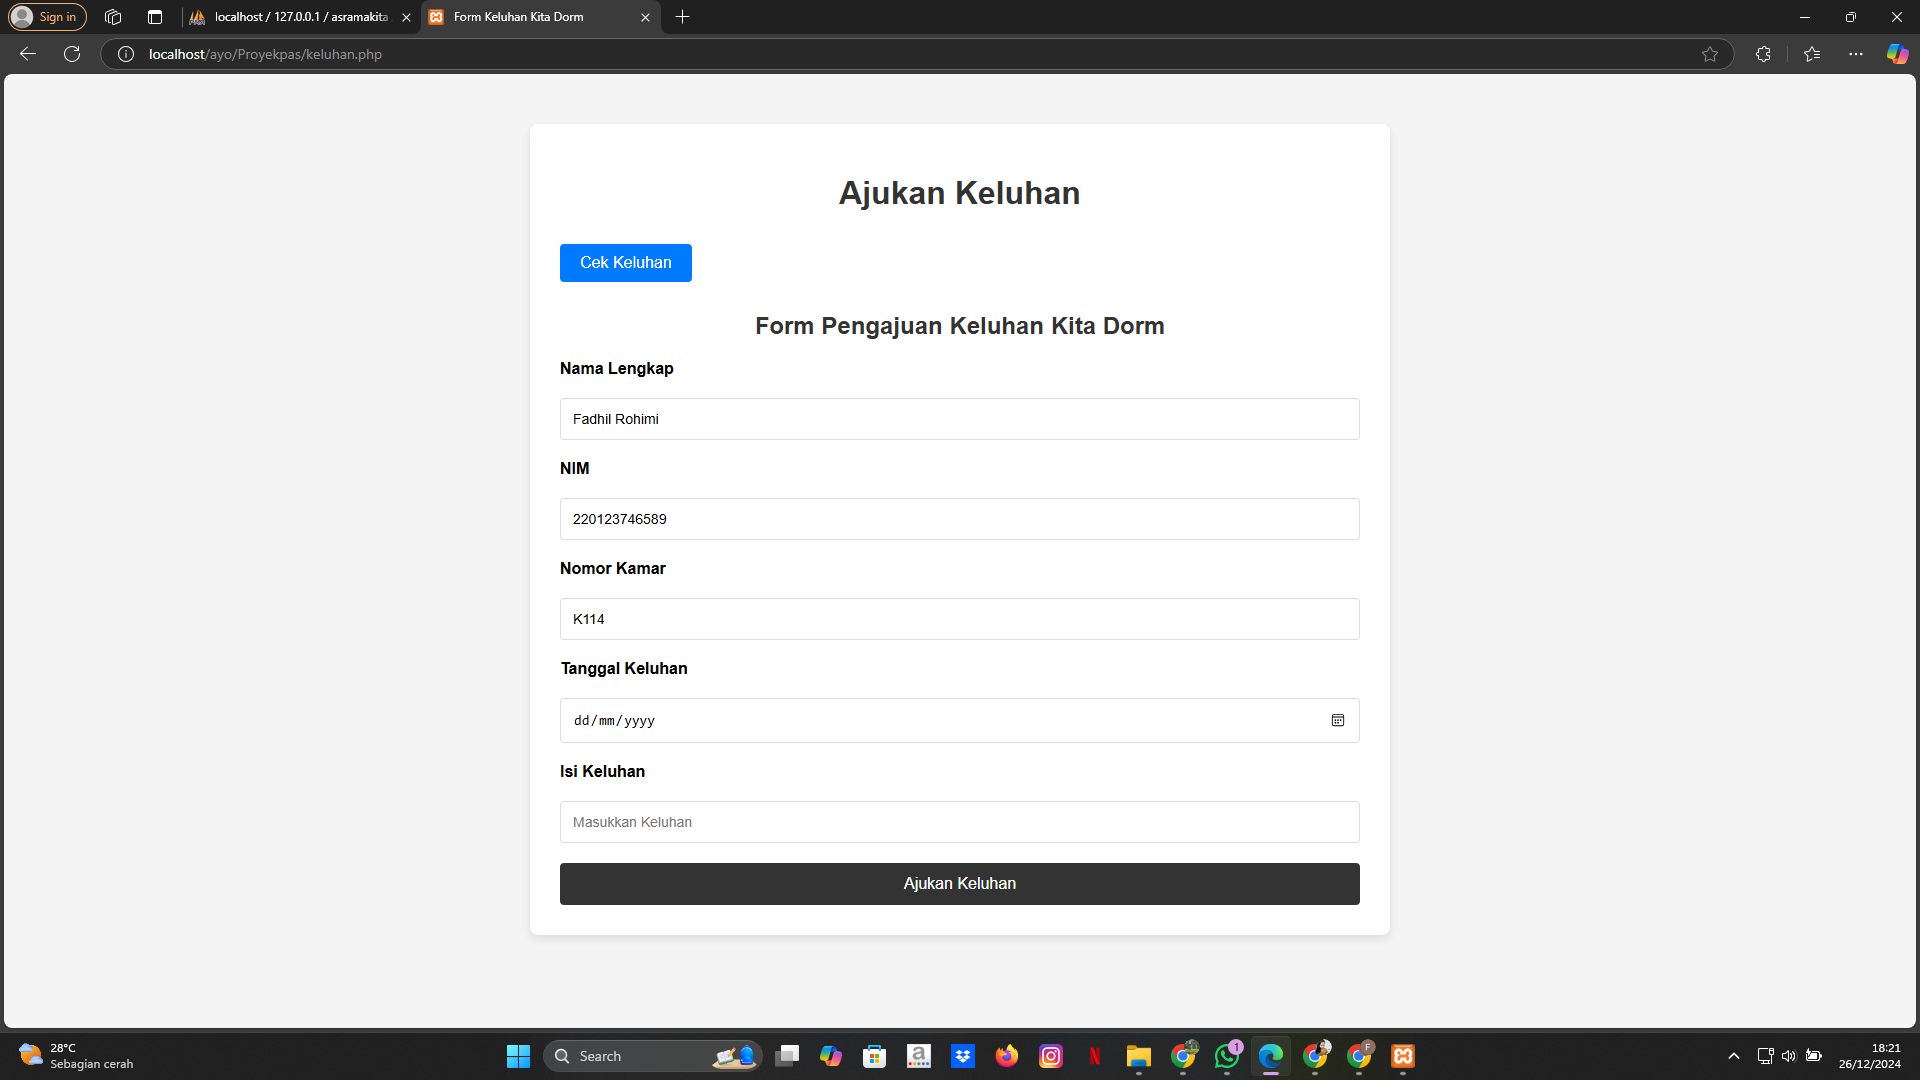 Sign in
localhost / 127.0.0.1 / asramakita
Form Keluhan Kita Dorm
localhost/ayo/Proyekpas/keluhan.php
Ajukan Keluhan
Cek Keluhan
Form Pengajuan Keluhan Kita Dorm
Nama Lengkap
Fadhil Rohimi
NIM
220123746589
Nomor Kamar
K114
Tanggal Keluhan
dd/mm/yyyy
Isi Keluhan
Masukkan Keluhan
Ajukan Keluhan
28°C
Sebagian cerah
Search
1
F
18:21
26/12/2024